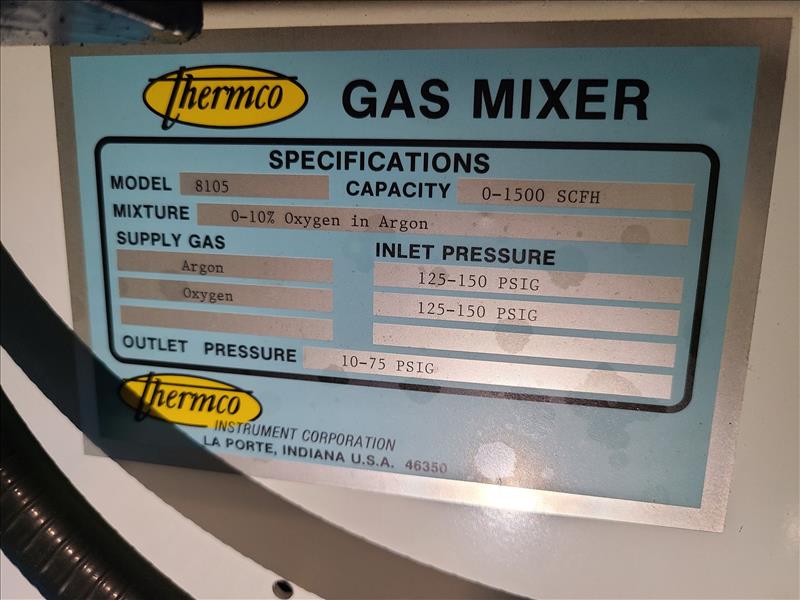 Thermco GAS MIXER
SPECIFICATIONS
MODEL 8105 CAPACITY 0-1500 SCFH
MIXTURE 0-10% Oxygen in Argon
SUPPLY GAS INLET PRESSURE
Argon 125-150 PSIG
Oxygen 125-150 PSIG
OUTLET PRESSURE 10-75 PSIG
Thermco
INSTRUMENT CORPORATION
LA PORTE, INDIANA U.S.A. 46350